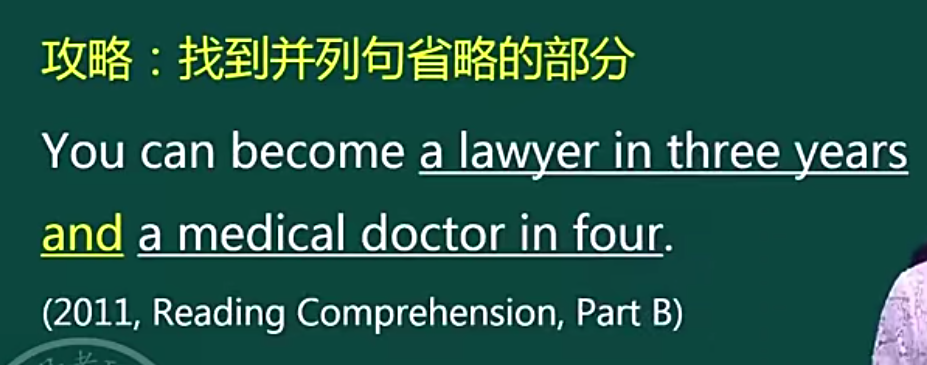 攻略：找到并列句省略的部分
You can become a lawyer in three years
and a medical doctor in four.
(2011, Reading Comprehension, Part B)